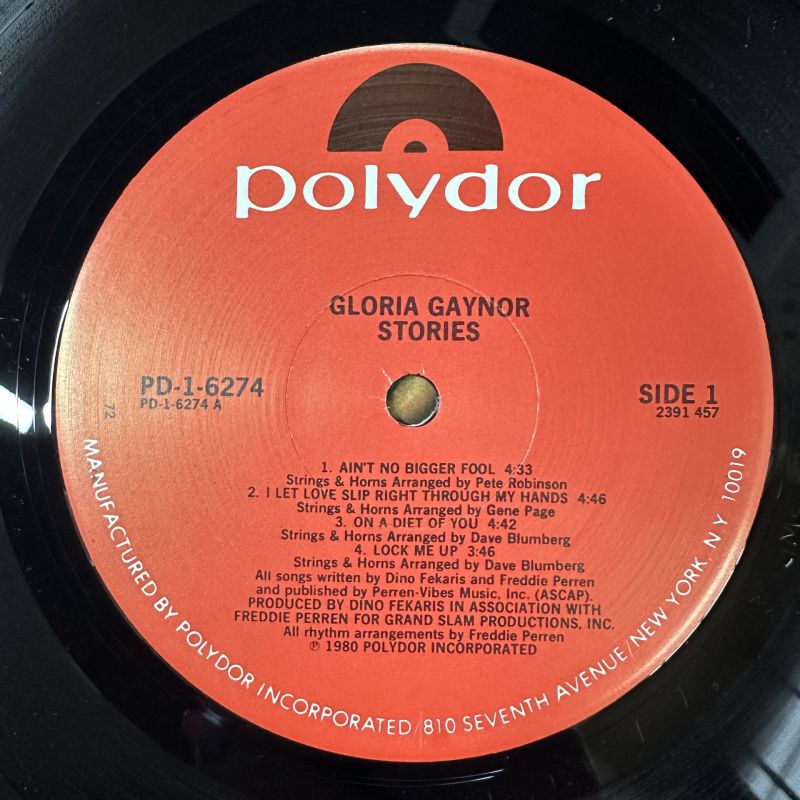 polydor
GLORIA GAYNOR
STORIES
PD-1-6274
PD-1-6274 A
72
SIDE 1
2391 457
1. AIN'T NO BIGGER FOOL 4:33
Strings & Horns Arranged by Pete Robinson
2. I LET LOVE SLIP RIGHT THROUGH MY HANDS 4:46
Strings & Horns Arranged by Gene Page
3. ON A DIET OF YOU 4:42
Strings & Horns Arranged by Dave Blumberg
4. LOCK ME UP 3:46
Strings & Horns Arranged by Dave Blumberg
All songs written by Dino Fekaris and Freddie Perren
and published by Perren-Vibes Music, Inc. (ASCAP).
PRODUCED BY DINO FEKARIS IN ASSOCIATION WITH
FREDDIE PERREN FOR GRAND SLAM PRODUCTIONS, INC.
All rhythm arrangements by Freddie Perren
℗ 1980 POLYDOR INCORPORATED
MANUFACTURED BY POLYDOR INCORPORATED/810 SEVENTH AVENUE/NEW YORK, N.Y. 10019